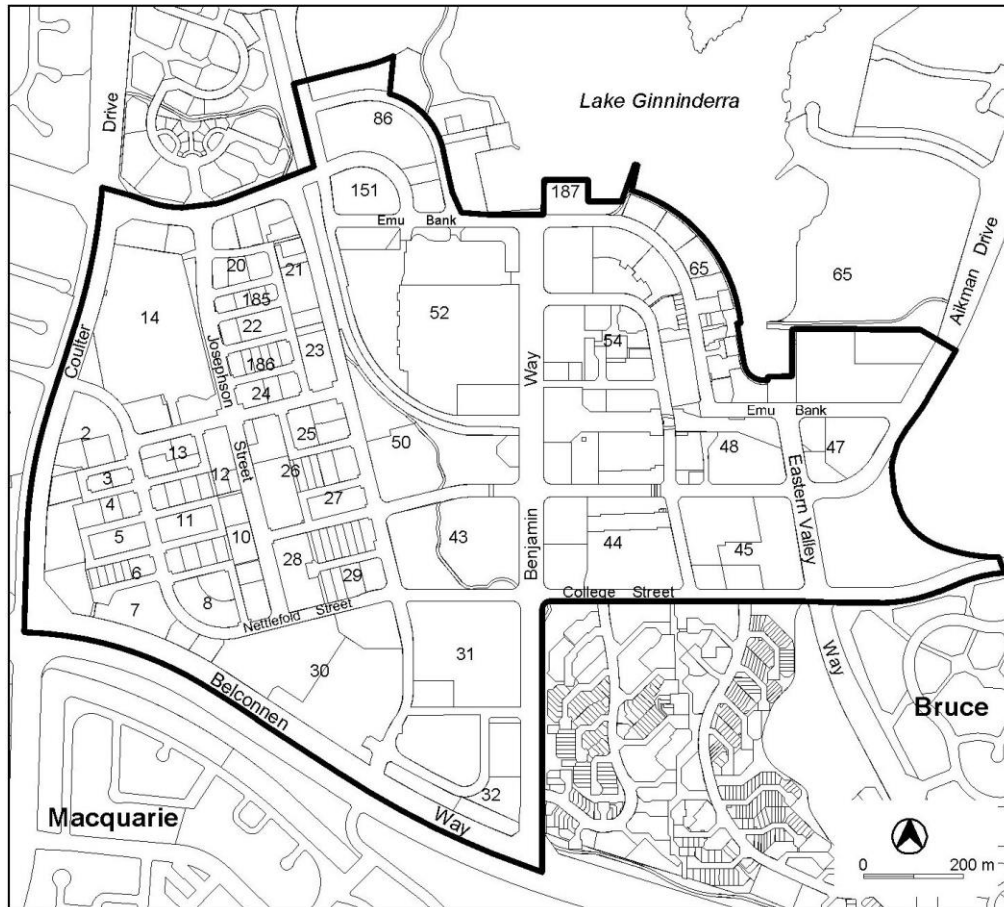 Lake Ginninderra
Drive
86
151
187
Emu Bank
65
65
Aikman Drive
20
21
185
14
22
52
Coulter
Josephson
23
54
Way
186
24
Emu Bank
2
25
13
Street
50
48
47
3
12
26
4
27
Eastern Valley
11
5
10
43
Benjamin
44
45
28
6
29
8
7
Nettlefold Street
College Street
30
31
Way
Belconnen
Bruce
32
Macquarie
Way
0 200 m